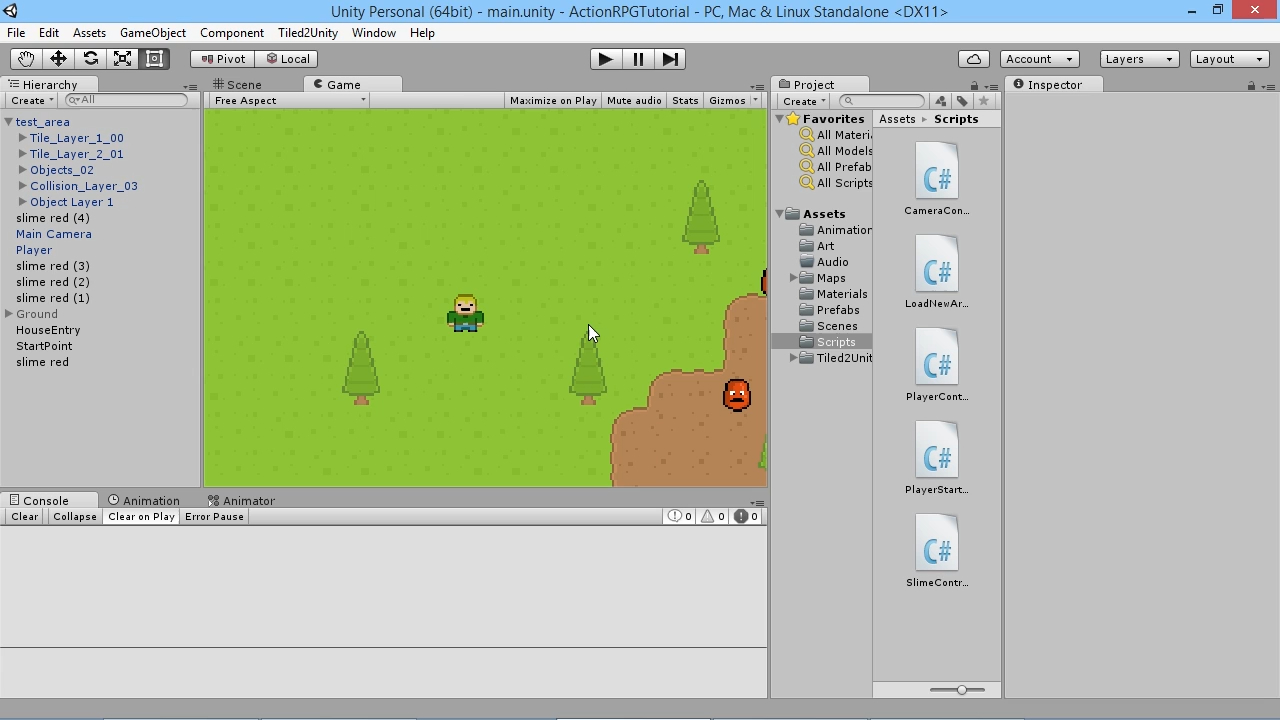 Unity Personal (64bit) - main.unity - ActionRPGTutorial - PC, Mac & Linux Standalone <DX11>
File Edit Assets GameObject Component Tiled2Unity Window Help
Pivot Local Account Layers Layout
Hierarchy
Create All
test_area
Tile_Layer_1_00
Tile_Layer_2_01
Objects_02
Collision_Layer_03
Object Layer 1
slime red (4)
Main Camera
Player
slime red (3)
slime red (2)
slime red (1)
Ground
HouseEntry
StartPoint
slime red
Scene Game
Free Aspect Maximize on Play Mute audio Stats Gizmos
Console Animation Animator
Clear Collapse Clear on Play Error Pause 0 0 0
Project
Create
Favorites
All Materi
All Models
All Prefab
All Scripts
Assets
Animation
Art
Audio
Maps
Materials
Prefabs
Scenes
Scripts
Tiled2Unit
Assets Scripts
C#
CameraCon...
C#
LoadNewAr...
C#
PlayerCont...
C#
PlayerStart...
C#
SlimeContr...
Inspector